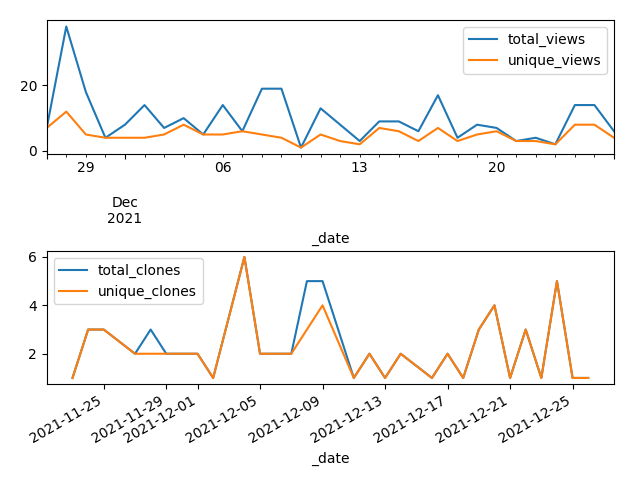 total_views
unique_views
20
0
29
06
13
20
Dec
2021
_date
total_clones
unique_clones
6
4
2
2021-11-25
2021-11-29
2021-12-01
2021-12-05
2021-12-09
2021-12-13
2021-12-17
2021-12-21
2021-12-25
_date